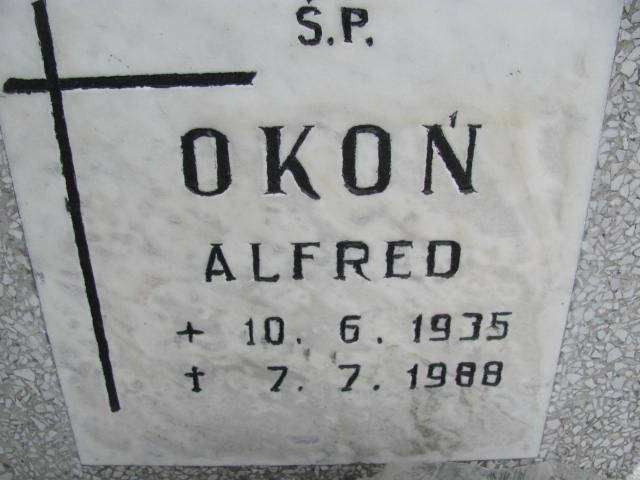 Ś.P.
OKOŃ
ALFRED
+ 10. 6. 1935
† 7. 7. 1988